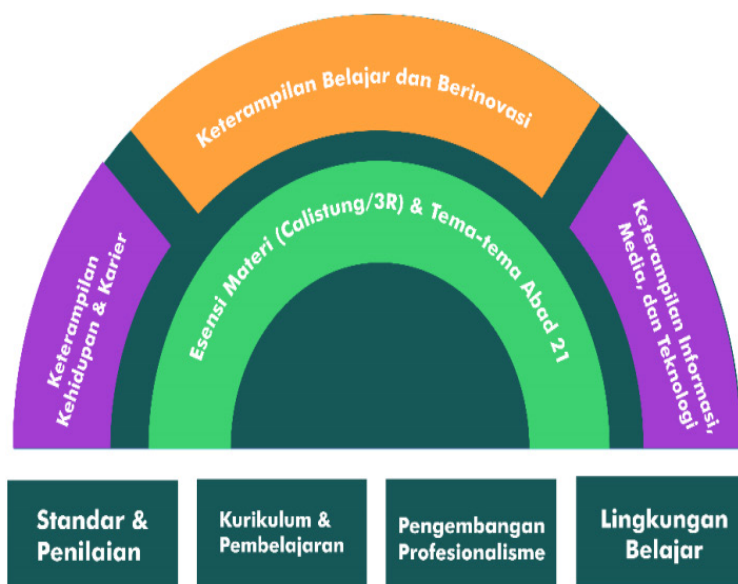 Keterampilan Belajar dan Berinovasi
Keterampilan
Kehidupan & Karier
Esensi Materi (Calistung/3R) & Tema-tema Abad 21
Keterampilan Informasi,
Media, dan Teknologi
Standar &
Penilaian
Kurikulum &
Pembelajaran
Pengembangan
Profesionalisme
Lingkungan
Belajar